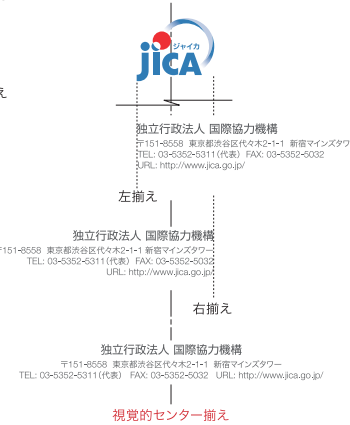 ジャイカ
jICA
え
独立行政法人 国際協力機構
〒151-8558 東京都渋谷区代々木2-1-1 新宿マインズタワ
TEL: 03-5352-5311(代表) FAX: 03-5352-5032
URL: http://www.jica.go.jp/
左揃え
独立行政法人 国際協力機構
〒151-8558 東京都渋谷区代々木2-1-1 新宿マインズタワー
TEL: 03-5352-5311(代表) FAX: 03-5352-5032
URL: http://www.jica.go.jp/
右揃え
独立行政法人 国際協力機構
〒151-8558 東京都渋谷区代々木2-1-1 新宿マインズタワー
TEL: 03-5352-5311(代表) FAX: 03-5352-5032 URL: http://www.jica.go.jp/
視覚的センター揃え